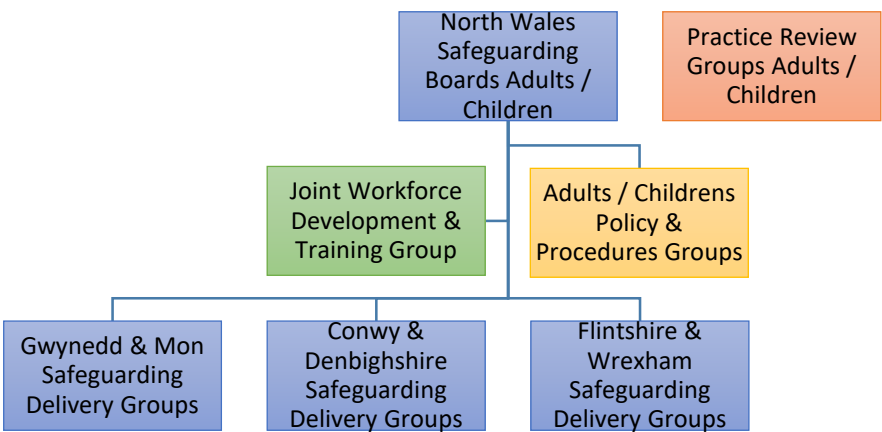 North Wales
Safeguarding
Boards Adults /
Children
Practice Review
Groups Adults /
Children
Joint Workforce
Development &
Training Group
Adults / Childrens
Policy &
Procedures Groups
Gwynedd & Mon
Safeguarding
Delivery Groups
Conwy &
Denbighshire
Safeguarding
Delivery Groups
Flintshire &
Wrexham
Safeguarding
Delivery Groups